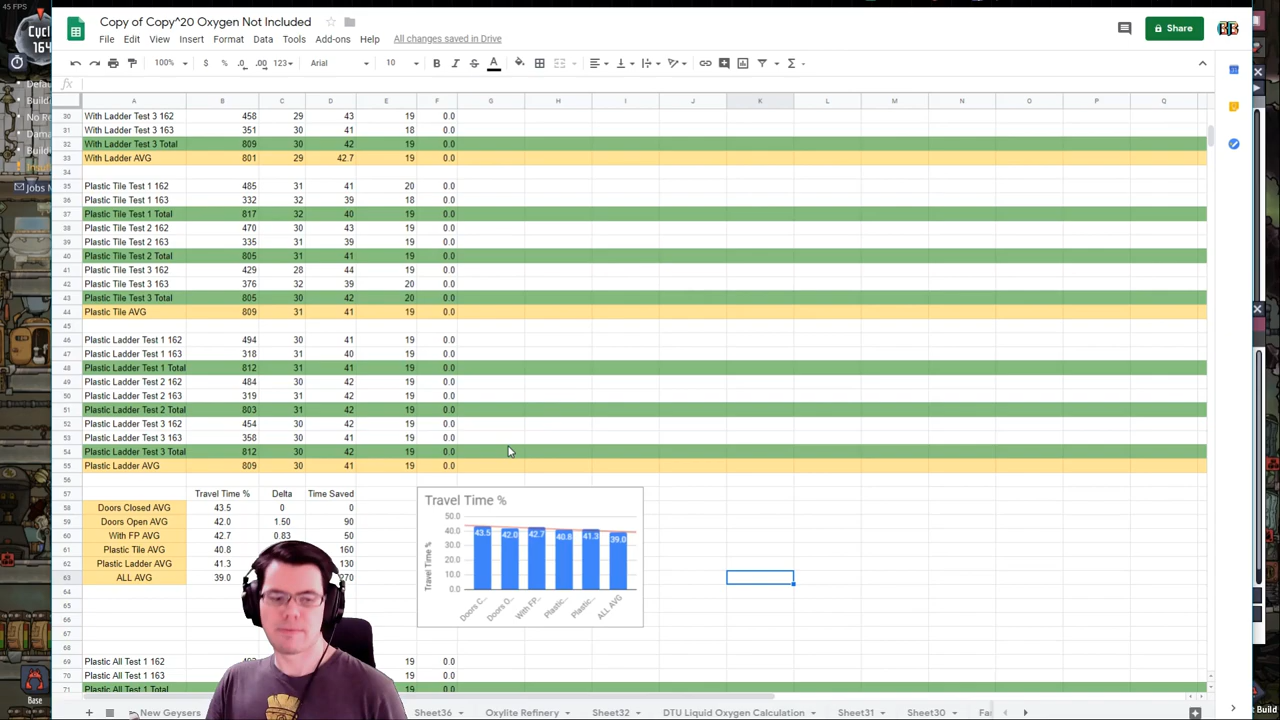 45 FPS
Copy of Copy^20 Oxygen Not Included
File Edit View Insert Format Data Tools Add-ons Help All changes saved in Drive
Share
100% $ % .0 .00 123 Arial 10
fx
Cycl
164
A B C D E F G H I J K L M N O P Q
30 With Ladder Test 3 162 458 29 43 19 0.0
31 With Ladder Test 3 163 351 30 41 18 0.0
32 With Ladder Test 3 Total 809 30 42 19 0.0
33 With Ladder AVG 801 29 42.7 19 0.0
34
35 Plastic Tile Test 1 162 485 31 41 20 0.0
36 Plastic Tile Test 1 163 332 32 39 18 0.0
37 Plastic Tile Test 1 Total 817 32 40 19 0.0
38 Plastic Tile Test 2 162 470 30 43 19 0.0
39 Plastic Tile Test 2 163 335 31 39 19 0.0
40 Plastic Tile Test 2 Total 805 31 41 19 0.0
41 Plastic Tile Test 3 162 429 28 44 19 0.0
42 Plastic Tile Test 3 163 376 32 39 20 0.0
43 Plastic Tile Test 3 Total 805 30 42 20 0.0
44 Plastic Tile AVG 809 31 41 19 0.0
45
46 Plastic Ladder Test 1 162 494 30 41 19 0.0
47 Plastic Ladder Test 1 163 318 31 40 19 0.0
48 Plastic Ladder Test 1 Total 812 31 41 19 0.0
49 Plastic Ladder Test 2 162 484 30 42 19 0.0
50 Plastic Ladder Test 2 162 319 31 42 19 0.0
51 Plastic Ladder Test 2 Total 803 31 42 19 0.0
52 Plastic Ladder Test 3 162 454 30 42 19 0.0
53 Plastic Ladder Test 3 163 358 30 41 19 0.0
54 Plastic Ladder Test 3 Total 812 30 42 19 0.0
55 Plastic Ladder AVG 809 30 41 19 0.0
56
57 Travel Time % Delta Time Saved
58 Doors Closed AVG 43.5 0 0
59 Doors Open AVG 42.0 1.50 90
60 With FP AVG 42.7 0.83 50
61 Plastic Tile AVG 40.8 160
62 Plastic Ladder AVG 41.3 130
63 ALL AVG 39.0 270
64
65
66
67
68
69 Plastic All Test 1 162 19 0.0
70 Plastic All Test 1 163 19 0.0
71 Plastic All Test 1 Total
Travel Time %
Travel Time %
50.0
40.0
30.0
20.0
10.0
0.0
43.5 42.0 42.7 40.8 41.3 39.0
Doors C... Doors O... With FP... Plastic... Plastic... ALL AVG
Jobs
Base
New Geysers Sheet36 Oxylite Refiner Sheet32 DTU Liquid Oxygen Calculation Sheet31 Sheet30
Build